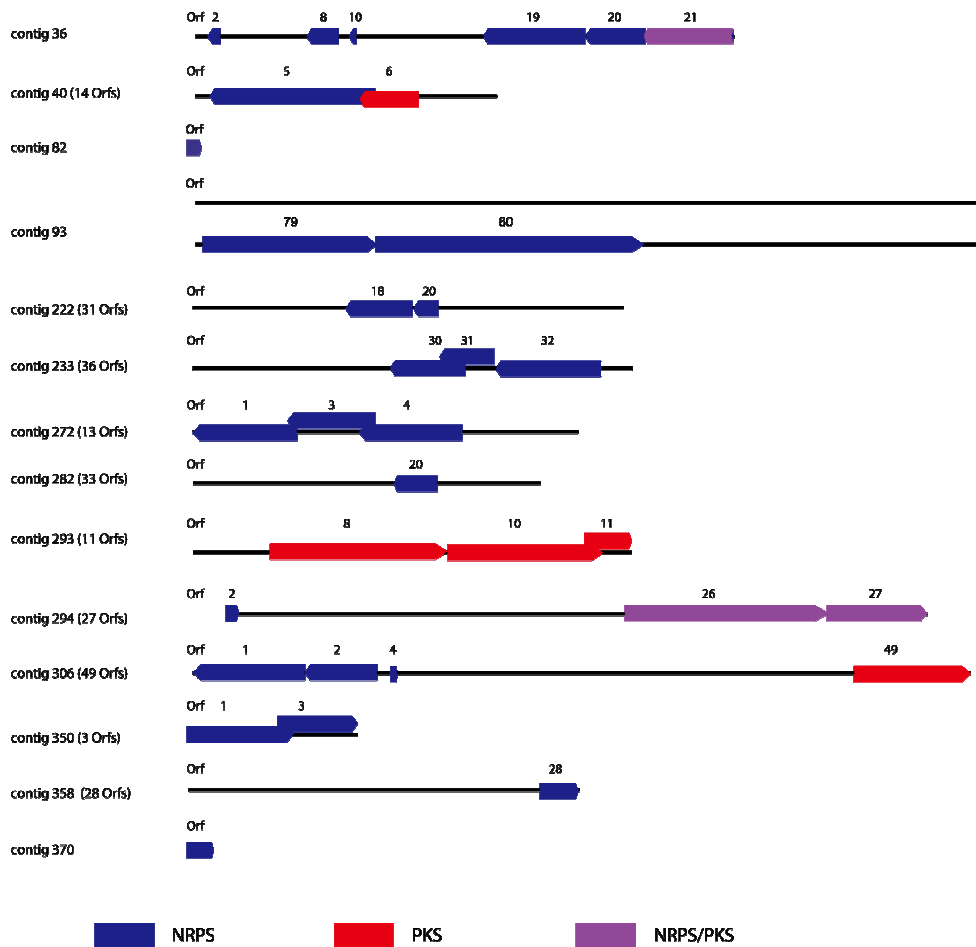 Orf 2 8 10 19 20 21
contig 36
Orf 5 6
contig 40 (14 Orfs)
Orf
contig 82
Orf
contig 93
79 80
Orf 18 20
contig 222 (31 Orfs)
Orf 30 31 32
contig 233 (36 Orfs)
Orf 1 3 4
contig 272 (13 Orfs)
Orf 20
contig 282 (33 Orfs)
Orf 8 10 11
contig 293 (11 Orfs)
Orf 2 26 27
contig 294 (27 Orfs)
Orf 1 2 4 49
contig 306 (49 Orfs)
Orf 1 3
contig 350 (3 Orfs)
Orf 28
contig 358 (28 Orfs)
Orf
contig 370
NRPS PKS NRPS/PKS